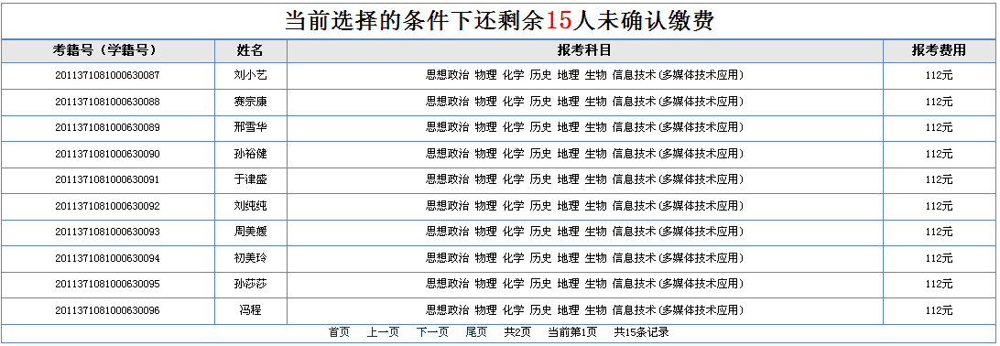 当前选择的条件下还剩余15人未确认缴费
考籍号（学籍号） 姓名 报考科目 报考费用
2011371081000630087 刘小艺 思想政治 物理 化学 历史 地理 生物 信息技术(多媒体技术应用) 112元
2011371081000630088 赛宗康 思想政治 物理 化学 历史 地理 生物 信息技术(多媒体技术应用) 112元
2011371081000630089 邢雪华 思想政治 物理 化学 历史 地理 生物 信息技术(多媒体技术应用) 112元
2011371081000630090 孙裕健 思想政治 物理 化学 历史 地理 生物 信息技术(多媒体技术应用) 112元
2011371081000630091 于津盛 思想政治 物理 化学 历史 地理 生物 信息技术(多媒体技术应用) 112元
2011371081000630092 刘纯纯 思想政治 物理 化学 历史 地理 生物 信息技术(多媒体技术应用) 112元
2011371081000630093 周美媛 思想政治 物理 化学 历史 地理 生物 信息技术(多媒体技术应用) 112元
2011371081000630094 初美玲 思想政治 物理 化学 历史 地理 生物 信息技术(多媒体技术应用) 112元
2011371081000630095 孙莎莎 思想政治 物理 化学 历史 地理 生物 信息技术(多媒体技术应用) 112元
2011371081000630096 冯程 思想政治 物理 化学 历史 地理 生物 信息技术(多媒体技术应用) 112元
首页 上一页 下一页 尾页 共2页 当前第1页 共15条记录